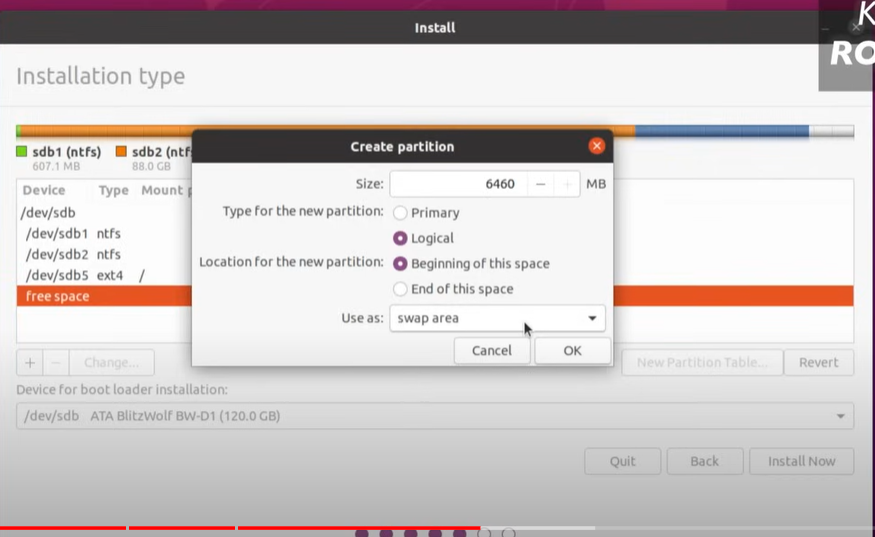 Install
K
RO
Installation type
sdb1 (ntfs)
607.1 MB
sdb2 (ntf
88.0 GB
Create partition
Size: 6460 MB
Type for the new partition: Primary
Logical
Location for the new partition: Beginning of this space
End of this space
Use as: swap area
Cancel OK
Device Type Mount p
/dev/sdb
/dev/sdb1 ntfs
/dev/sdb2 ntfs
/dev/sdb5 ext4 /
free space
+ − Change... New Partition Table... Revert
Device for boot loader installation:
/dev/sdb ATA BlitzWolf BW-D1 (120.0 GB)
Quit Back Install Now